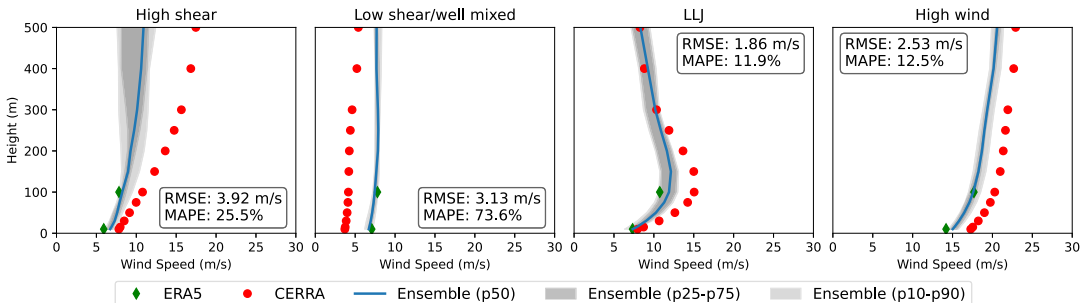 High shear
Low shear/well mixed
LLJ
High wind
500
400
300
200
100
0
Height (m)
RMSE: 3.92 m/s
MAPE: 25.5%
RMSE: 3.13 m/s
MAPE: 73.6%
RMSE: 1.86 m/s
MAPE: 11.9%
RMSE: 2.53 m/s
MAPE: 12.5%
0 5 10 15 20 25 30
0 5 10 15 20 25 30
0 5 10 15 20 25 30
0 5 10 15 20 25 30
Wind Speed (m/s)
Wind Speed (m/s)
Wind Speed (m/s)
Wind Speed (m/s)
ERA5 CERRA Ensemble (p50) Ensemble (p25-p75) Ensemble (p10-p90)